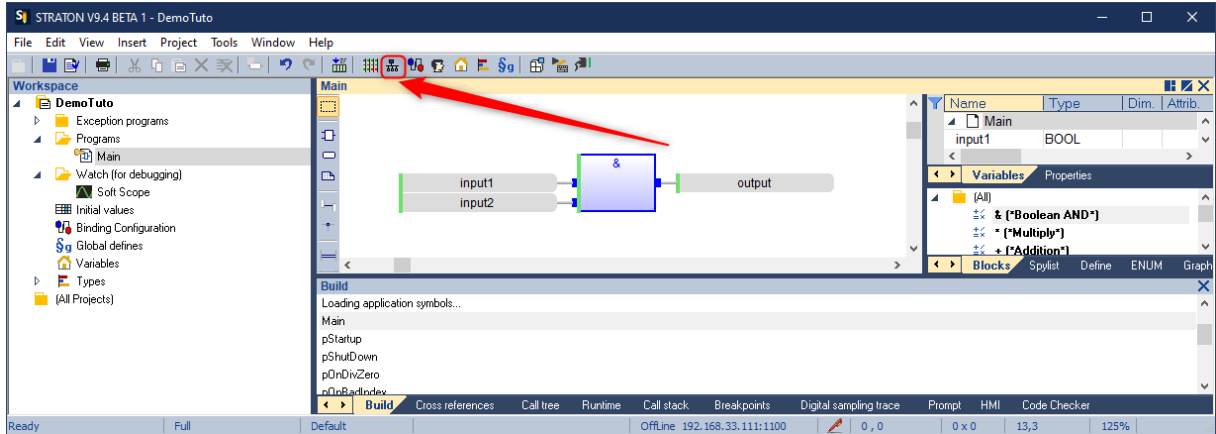 STRATON V9.4 BETA 1 - DemoTuto
File Edit View Insert Project Tools Window Help
Workspace
DemoTuto
Exception programs
Programs
Main
Watch (for debugging)
Soft Scope
Initial values
Binding Configuration
Global defines
Variables
Types
(All Projects)
Main
&
input1
input2
output
Name Type Dim. Attrib.
Main
input1 BOOL
Variables Properties
(All)
& (*Boolean AND*)
* (*Multiply*)
+ (*Addition*)
Blocks Spylist Define ENUM Graph
Build
Loading application symbols...
Main
pStartup
pShutDown
pOnDivZero
pOnBadIndex
Build Cross references Call tree Runtime Call stack Breakpoints Digital sampling trace Prompt HMI Code Checker
Ready Full Default Offline 192.168.33.111:1100 0 , 0 0 x 0 13,3 125%